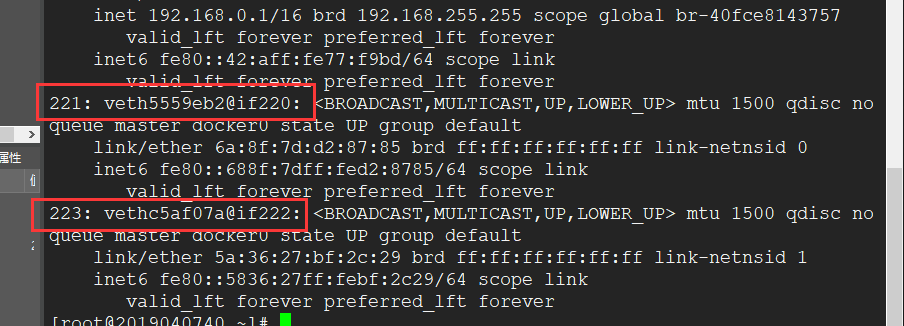 inet 192.168.0.1/16 brd 192.168.255.255 scope global br-40fce8143757
valid_lft forever preferred_lft forever
inet6 fe80::42:aff:fe77:f9bd/64 scope link
valid_lft forever preferred_lft forever
221: veth5559eb2@if220: <BROADCAST,MULTICAST,UP,LOWER_UP> mtu 1500 qdisc no
queue master docker0 state UP group default
link/ether 6a:8f:7d:d2:87:85 brd ff:ff:ff:ff:ff:ff link-netnsid 0
inet6 fe80::688f:7dff:fed2:8785/64 scope link
valid_lft forever preferred_lft forever
223: vethc5af07a@if222: <BROADCAST,MULTICAST,UP,LOWER_UP> mtu 1500 qdisc no
queue master docker0 state UP group default
link/ether 5a:36:27:bf:2c:29 brd ff:ff:ff:ff:ff:ff link-netnsid 1
inet6 fe80::5836:27ff:febf:2c29/64 scope link
valid_lft forever preferred_lft forever
[root@2019040740 ~]#
属性